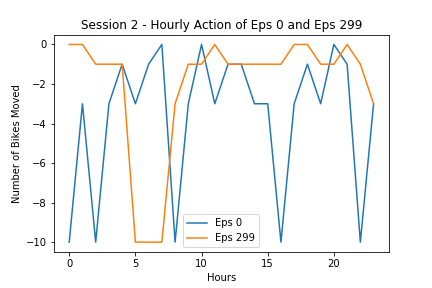 Session 2 - Hourly Action of Eps 0 and Eps 299
Number of Bikes Moved
0
−2
−4
−6
−8
−10
Eps 0
Eps 299
0 5 10 15 20
Hours